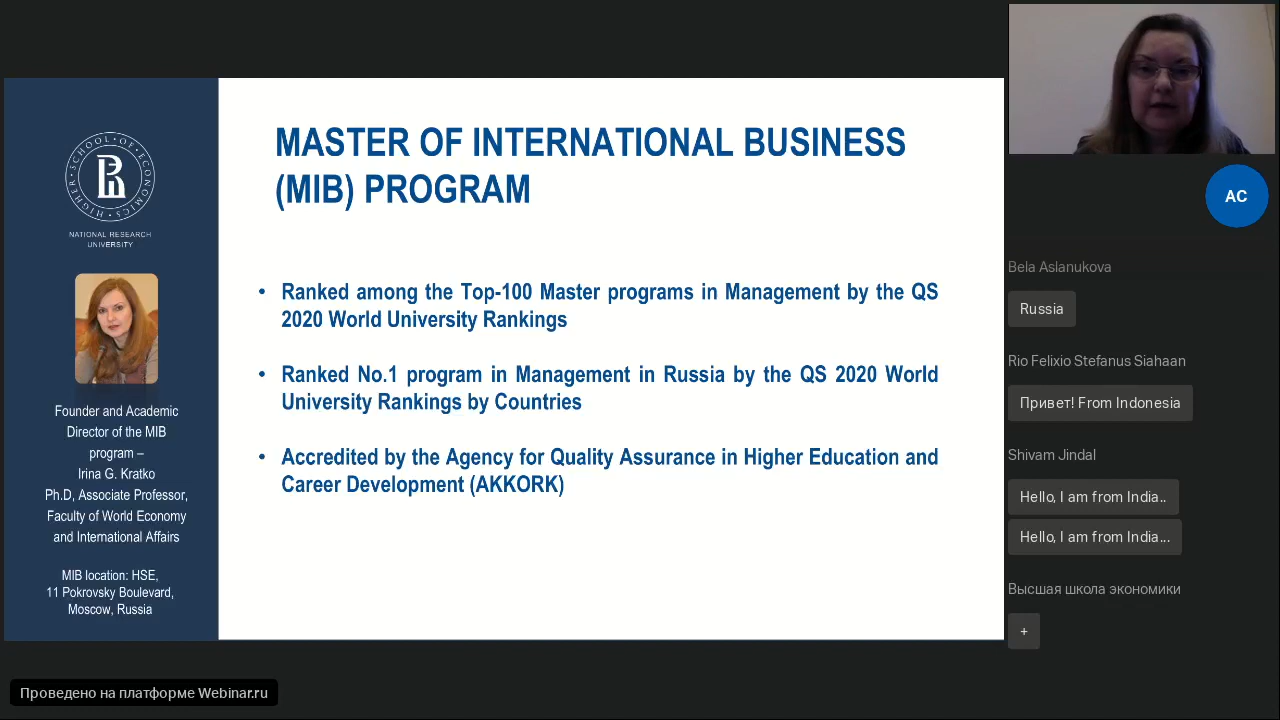 HIGHER • SCHOOL • OF • ECONOMICS •
NATIONAL RESEARCH
UNIVERSITY
Founder and Academic
Director of the MIB
program –
Irina G. Kratko
Ph.D, Associate Professor,
Faculty of World Economy
and International Affairs
MIB location: HSE,
11 Pokrovsky Boulevard,
Moscow, Russia
MASTER OF INTERNATIONAL BUSINESS
(MIB) PROGRAM
• Ranked among the Top-100 Master programs in Management by the QS
2020 World University Rankings
• Ranked No.1 program in Management in Russia by the QS 2020 World
University Rankings by Countries
• Accredited by the Agency for Quality Assurance in Higher Education and
Career Development (AKKORK)
AC
Bela Aslanukova
Russia
Rio Felixio Stefanus Siahaan
Привет! From Indonesia
Shivam Jindal
Hello, I am from India..
Hello, I am from India...
Высшая школа экономики
+
Проведено на платформе Webinar.ru